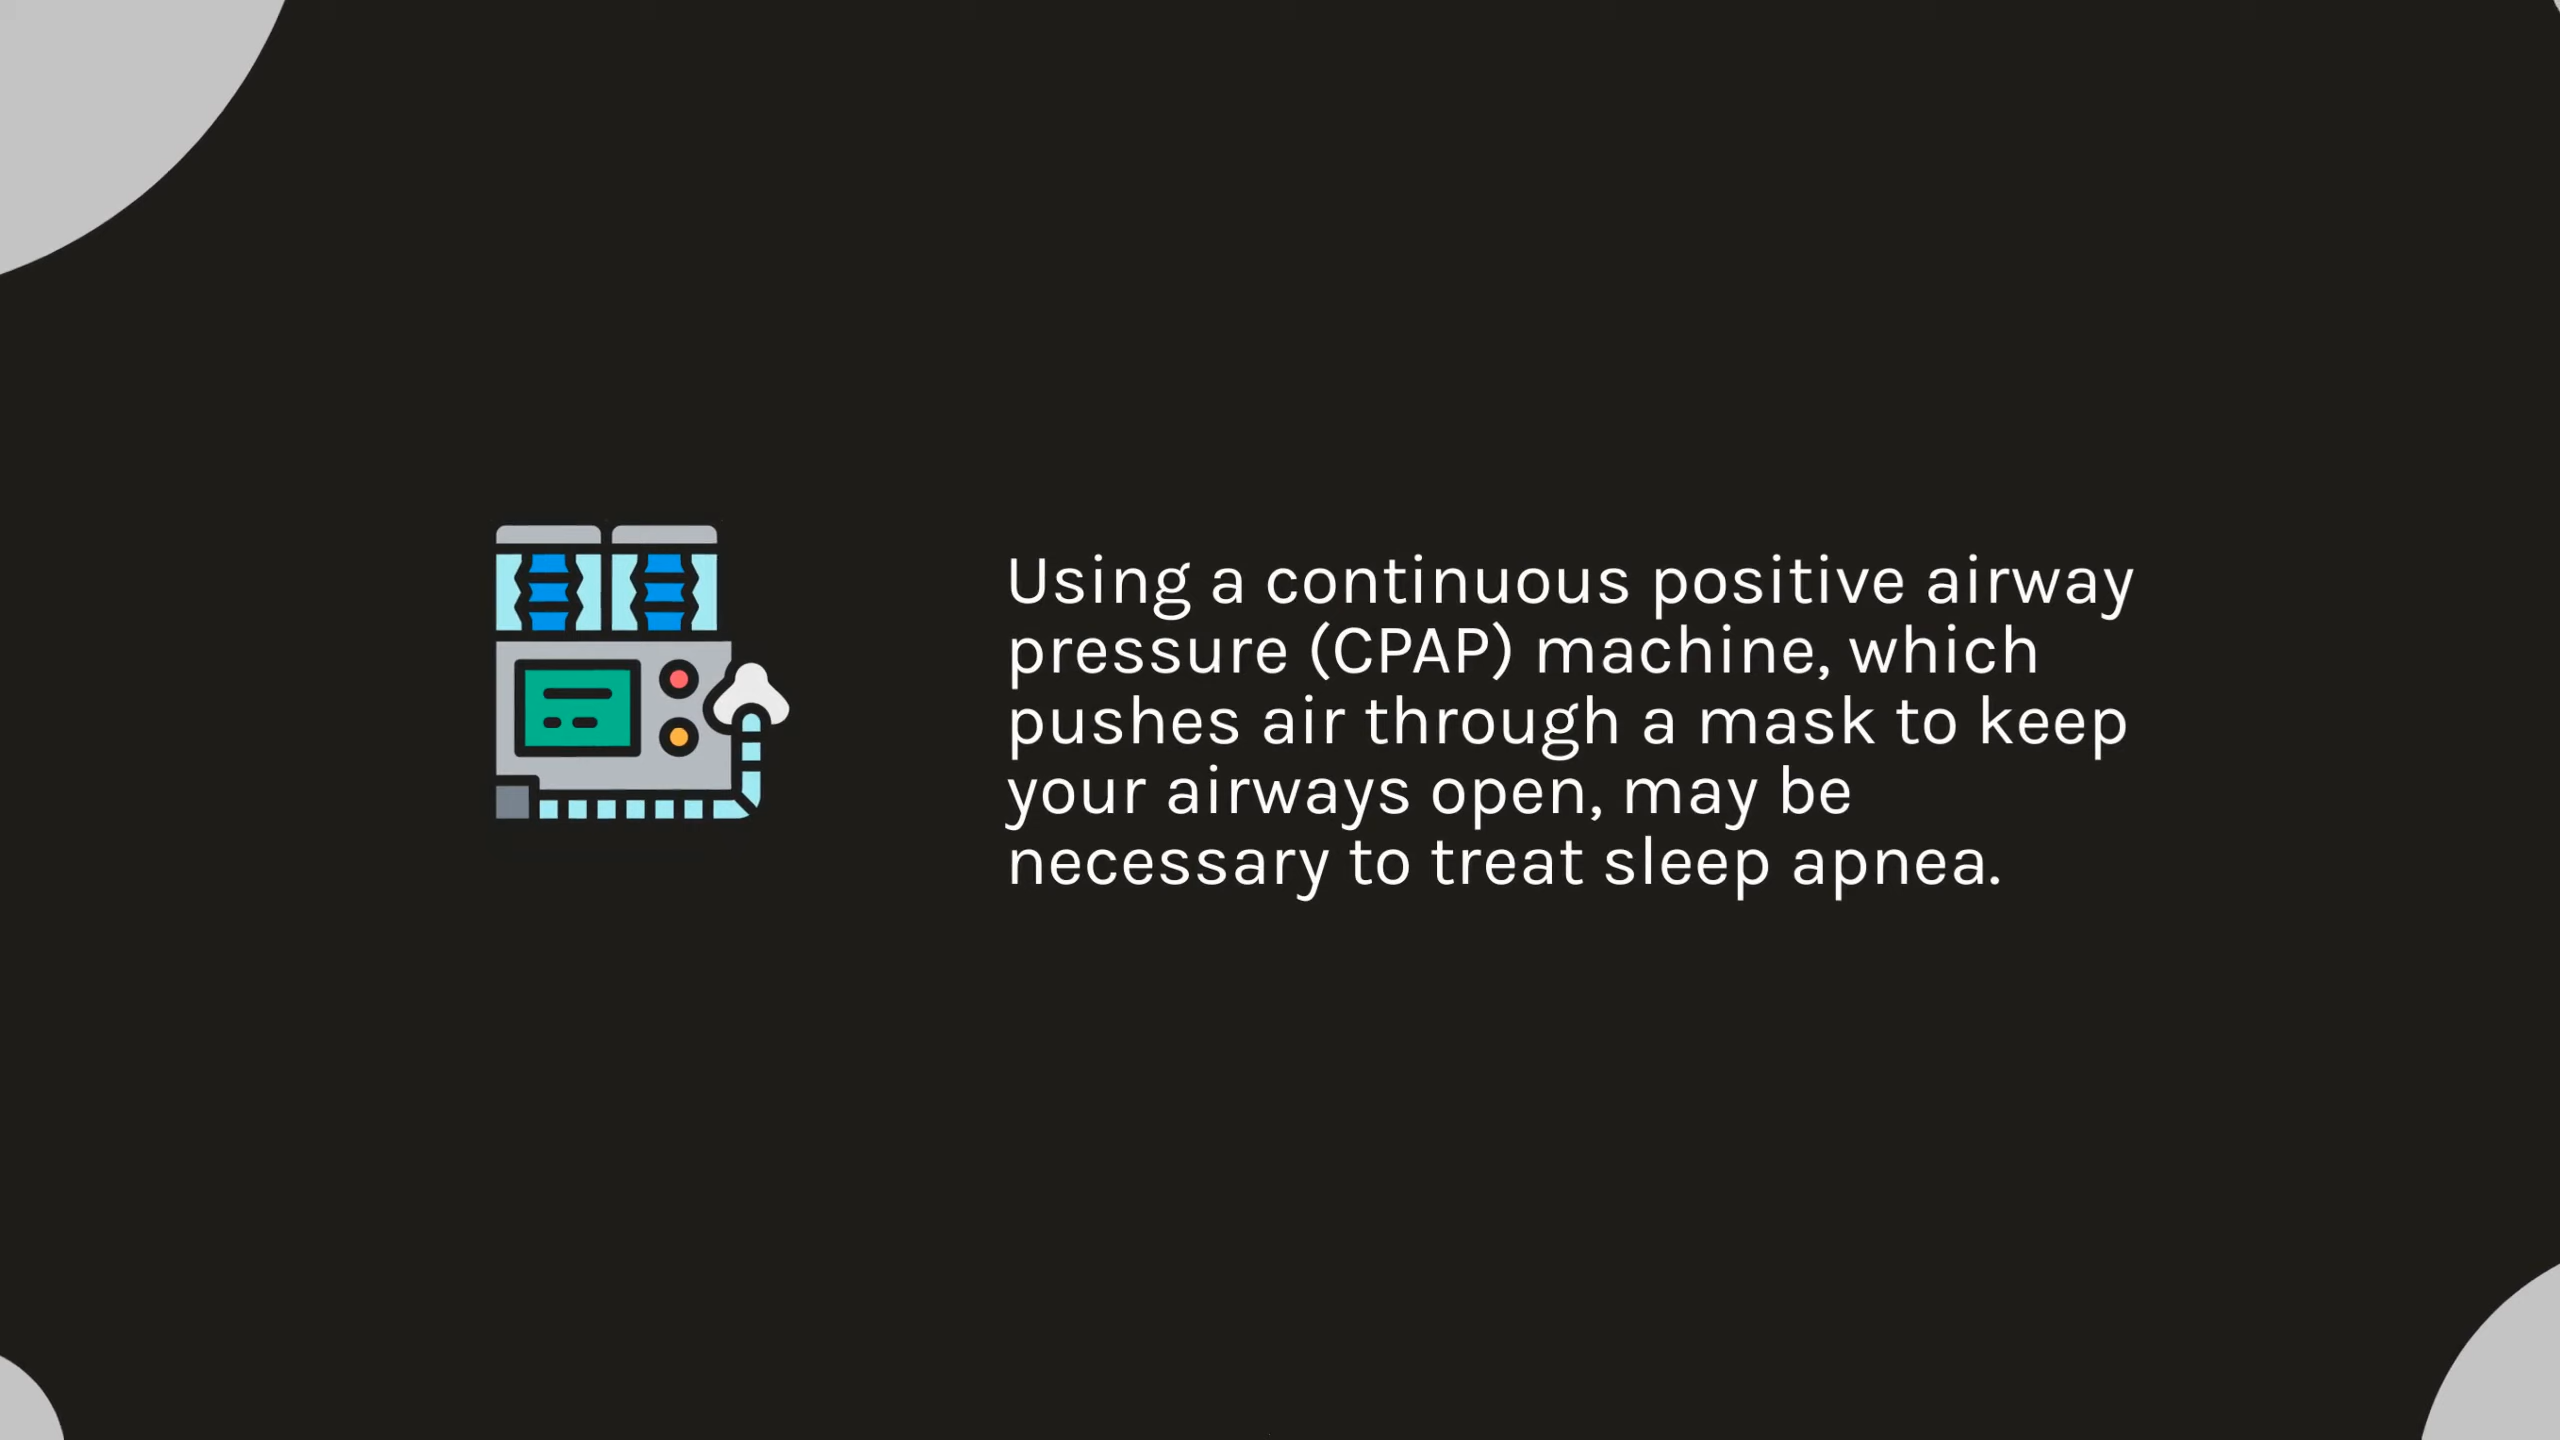 Using a continuous positive airway
pressure (CPAP) machine, which
pushes air through a mask to keep
your airways open, may be
necessary to treat sleep apnea.